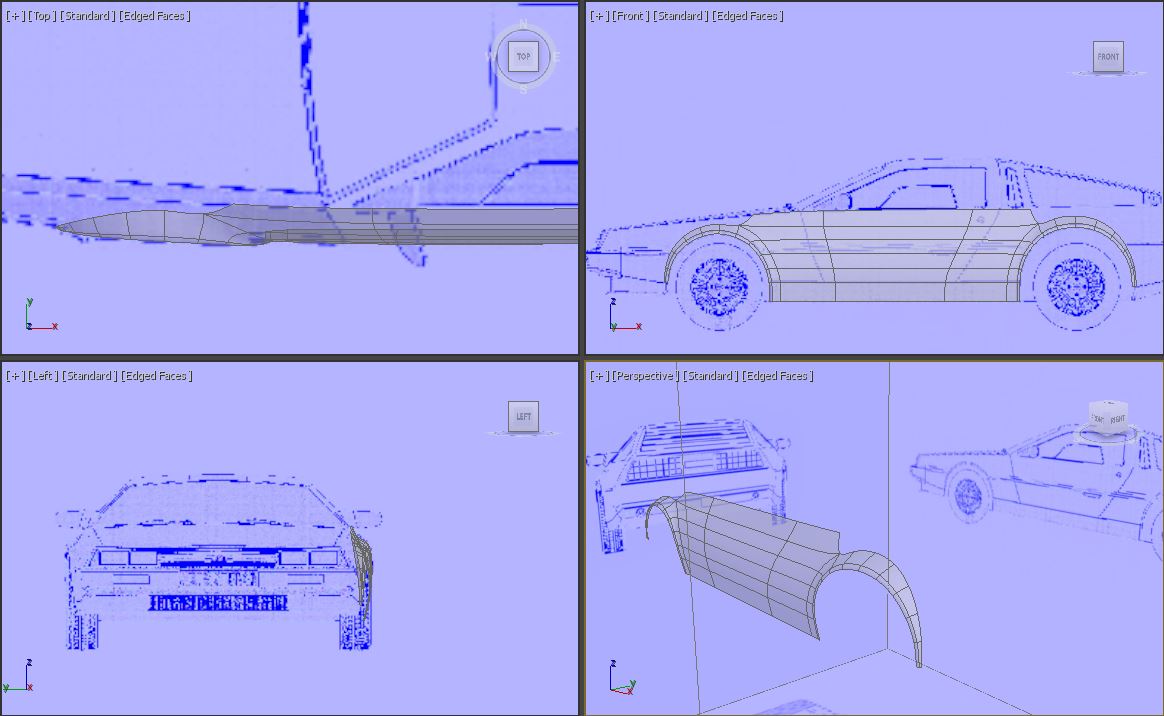 [+] [Top] [Standard] [Edged Faces]
N
W TOP E
S
y
z x
[+] [Front] [Standard] [Edged Faces]
FRONT
z
y x
[+] [Left] [Standard] [Edged Faces]
LEFT
z
y x
[+] [Perspective] [Standard] [Edged Faces]
FRONT RIGHT
z
y
x